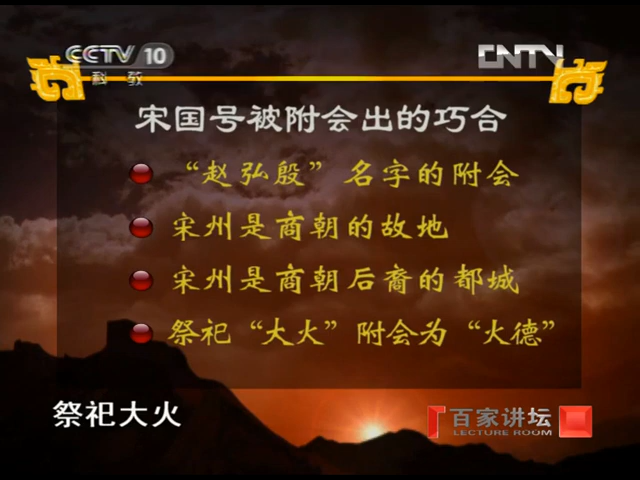 CCTV 10
科教
CNTV
宋国号被附会出的巧合
“赵弘殷”名字的附会
宋州是商朝的故地
宋州是商朝后裔的都城
祭祀“大火”附会为“火德”
祭祀大火
百家讲坛
LECTURE ROOM